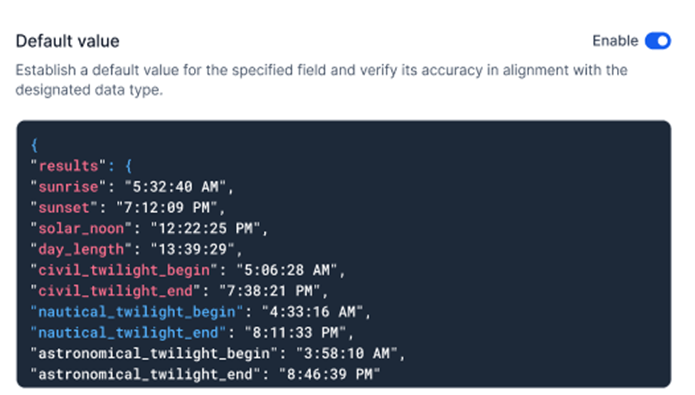 Default value
Enable
Establish a default value for the specified field and verify its accuracy in alignment with the
designated data type.
{
"results": {
"sunrise": "5:32:40 AM",
"sunset": "7:12:09 PM",
"solar_noon": "12:22:25 PM",
"day_length": "13:39:29",
"civil_twilight_begin": "5:06:28 AM",
"civil_twilight_end": "7:38:21 PM",
"nautical_twilight_begin": "4:33:16 AM",
"nautical_twilight_end": "8:11:33 PM",
"astronomical_twilight_begin": "3:58:10 AM",
"astronomical_twilight_end": "8:46:39 PM"